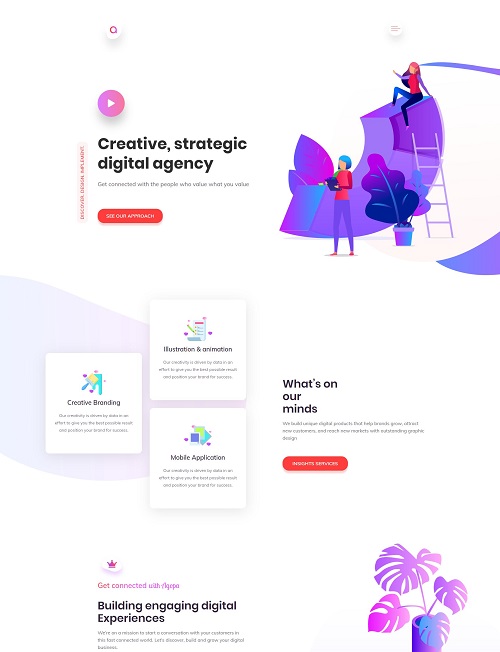 DISCOVER. DESIGN. IMPLEMENT.
Creative, strategic
digital agency
Get connected with the people who value what you value
SEE OUR APPROACH
Illustration & animation
Our creativity is driven by data in an
effort to give you the best possible result
and position your brand for success.
Creative Branding
Our creativity is driven by data in an
effort to give you the best possible result
and position your brand for success.
Mobile Application
Our creativity is driven by data in an
effort to give you the best possible result
and position your brand for success.
What's on
our
minds
We build unique digital products that help brands grow, attract
new customers, and reach new markets with outstanding graphic
design
INSIGHTS SERVICES
Get connected with Agopa
Building engaging digital
Experiences
We're on a mission to start a conversation with your customers in
this fast connected world. Let's discover, build and grow your digital
business.